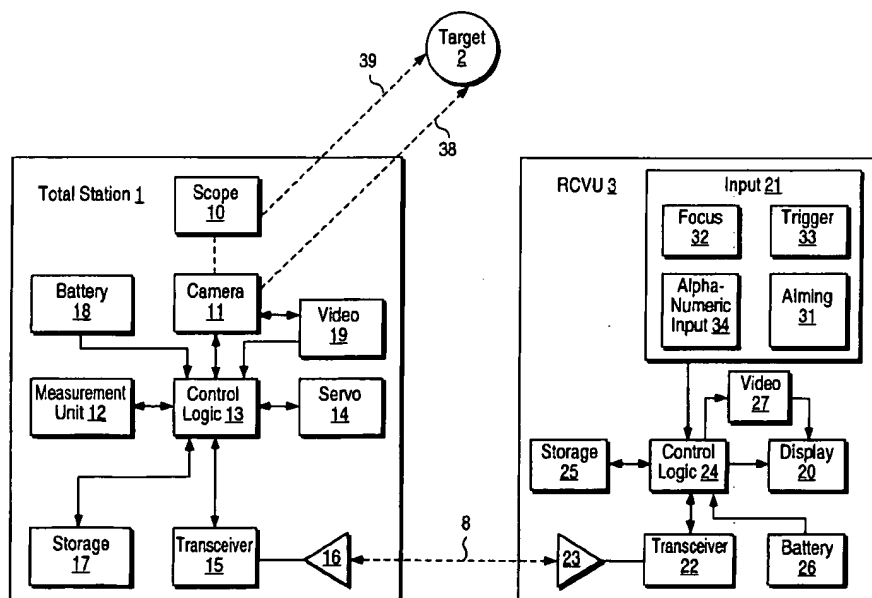 Target
2
39
38
Total Station 1
Scope
10
Battery
18
Camera
11
Video
19
Measurement
Unit 12
Control
Logic 13
Servo
14
Storage
17
Transceiver
15
16
8
RCVU 3
Input 21
Focus
32
Trigger
33
Alpha-
Numeric
Input 34
Aiming
31
Video
27
Storage
25
Control
Logic 24
Display
20
23
Transceiver
22
Battery
26